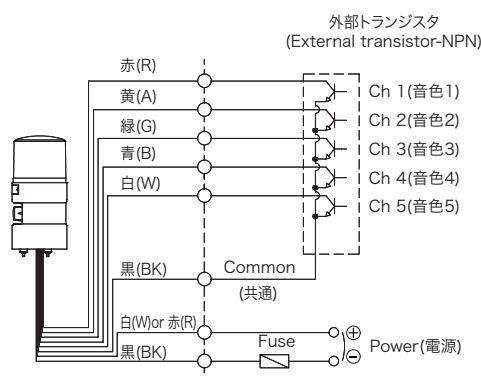 外部トランジスタ
(External transistor-NPN)
赤(R)
Ch 1(音色1)
黄(A)
Ch 2(音色2)
緑(G)
Ch 3(音色3)
青(B)
Ch 4(音色4)
白(W)
Ch 5(音色5)
黒(BK)
Common
(共通)
白(W)or 赤(R)
Fuse
⊕
Power(電源)
黒(BK)
⊖